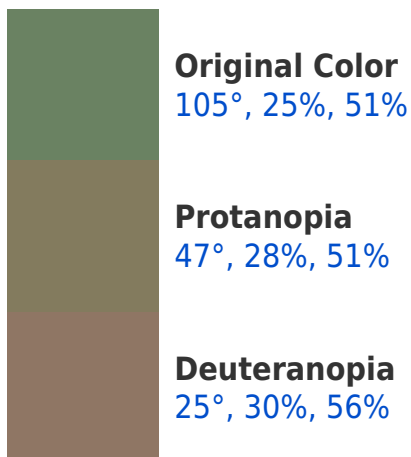 Original Color
105°, 25%, 51%
Protanopia
47°, 28%, 51%
Deuteranopia
25°, 30%, 56%